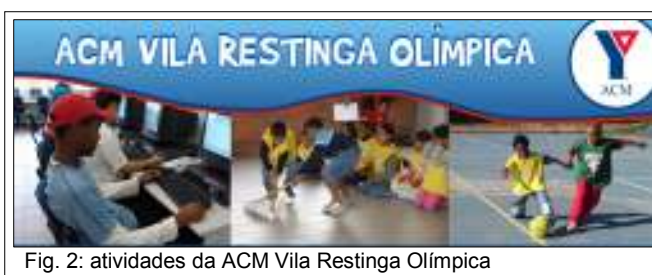 ACM VILA RESTINGA OLÍMPICA
ACM
Fig. 2: atividades da ACM Vila Restinga Olímpica